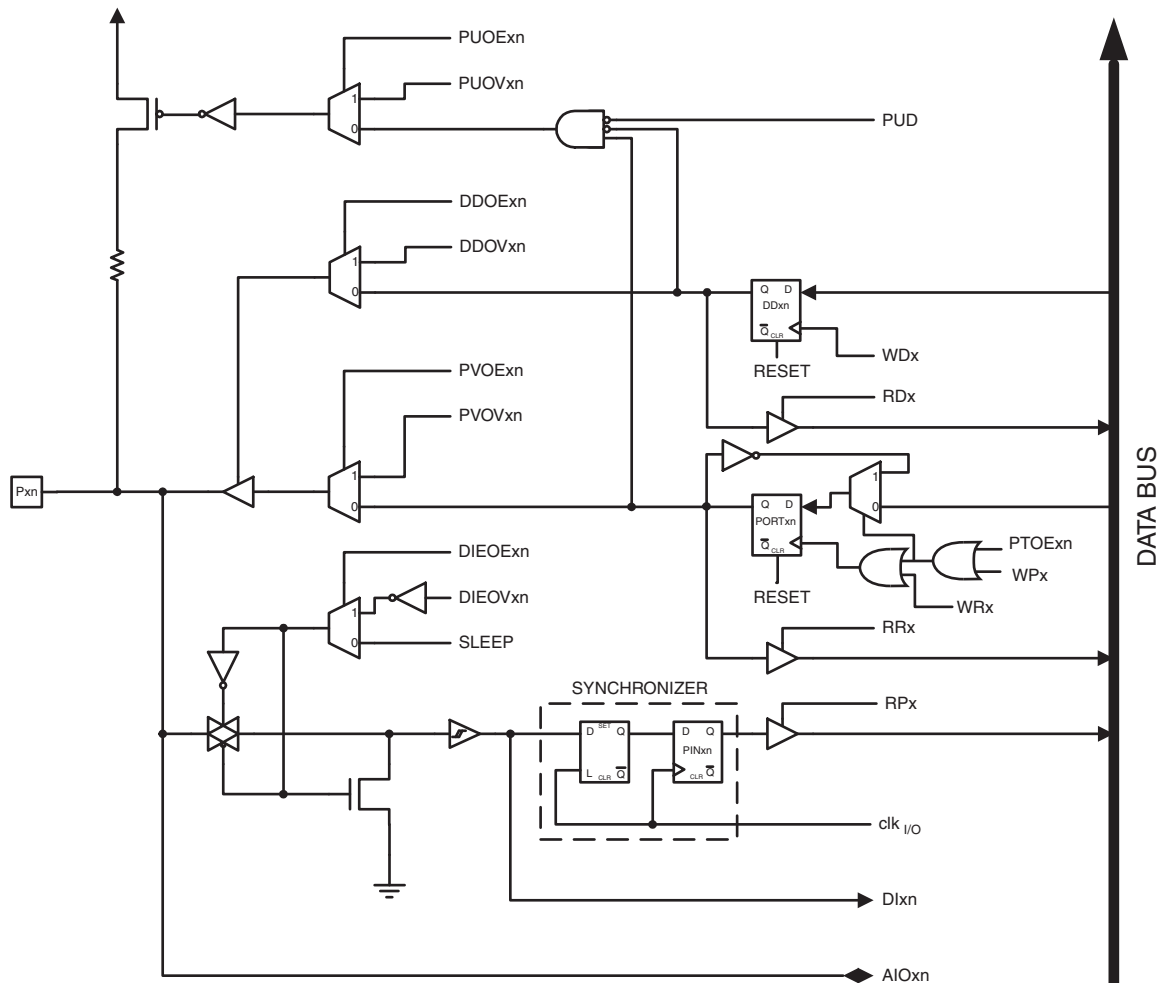 PUOExn
PUOVxn
1
0
PUD
DDOExn
DDOVxn
1
0
Q D
DDxn
Q CLR
WDx
RESET
RDx
PVOExn
PVOVxn
1
0
Pxn
1
0
Q D
PORTxn
Q CLR
PTOExn
WPx
RESET
WRx
DATA BUS
DIEOExn
DIEOVxn
1
0
SLEEP
RRx
SYNCHRONIZER
RPx
D SET Q
L CLR Q
D Q
PINxn
CLR Q
clk I/O
DIxn
AIOxn